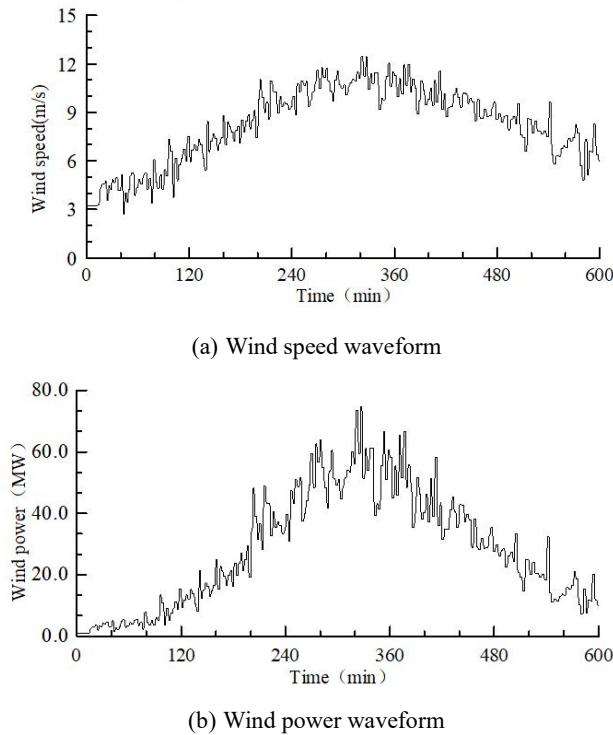 15
12
9
6
3
0
Wind speed(m/s)
0 120 240 360 480 600
Time（min）
(a) Wind speed waveform
80.0
60.0
40.0
20.0
0.0
Wind power（MW）
0 120 240 360 480 600
Time（min）
(b) Wind power waveform